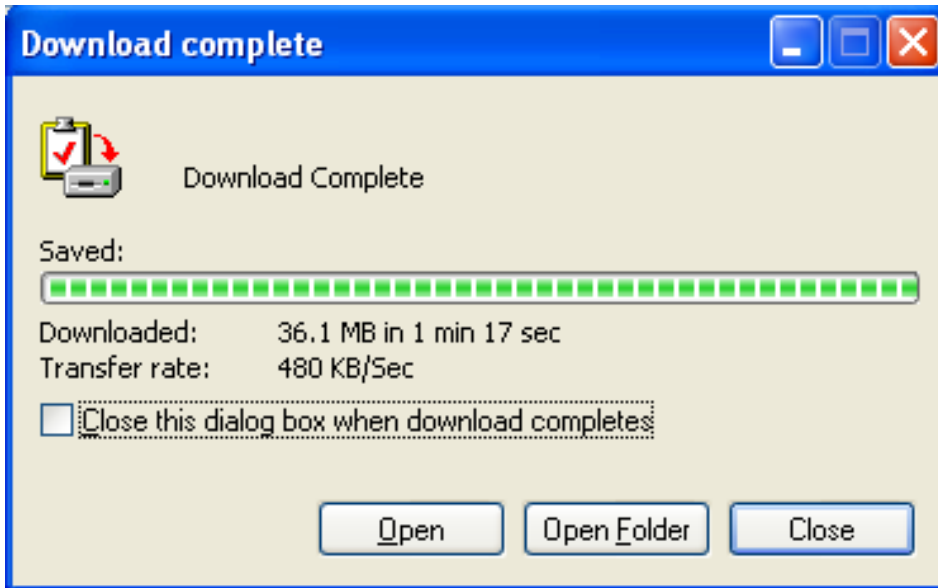 Download complete
Download Complete
Saved:
Downloaded: 36.1 MB in 1 min 17 sec
Transfer rate: 480 KB/Sec
Close this dialog box when download completes
Open Open Folder Close